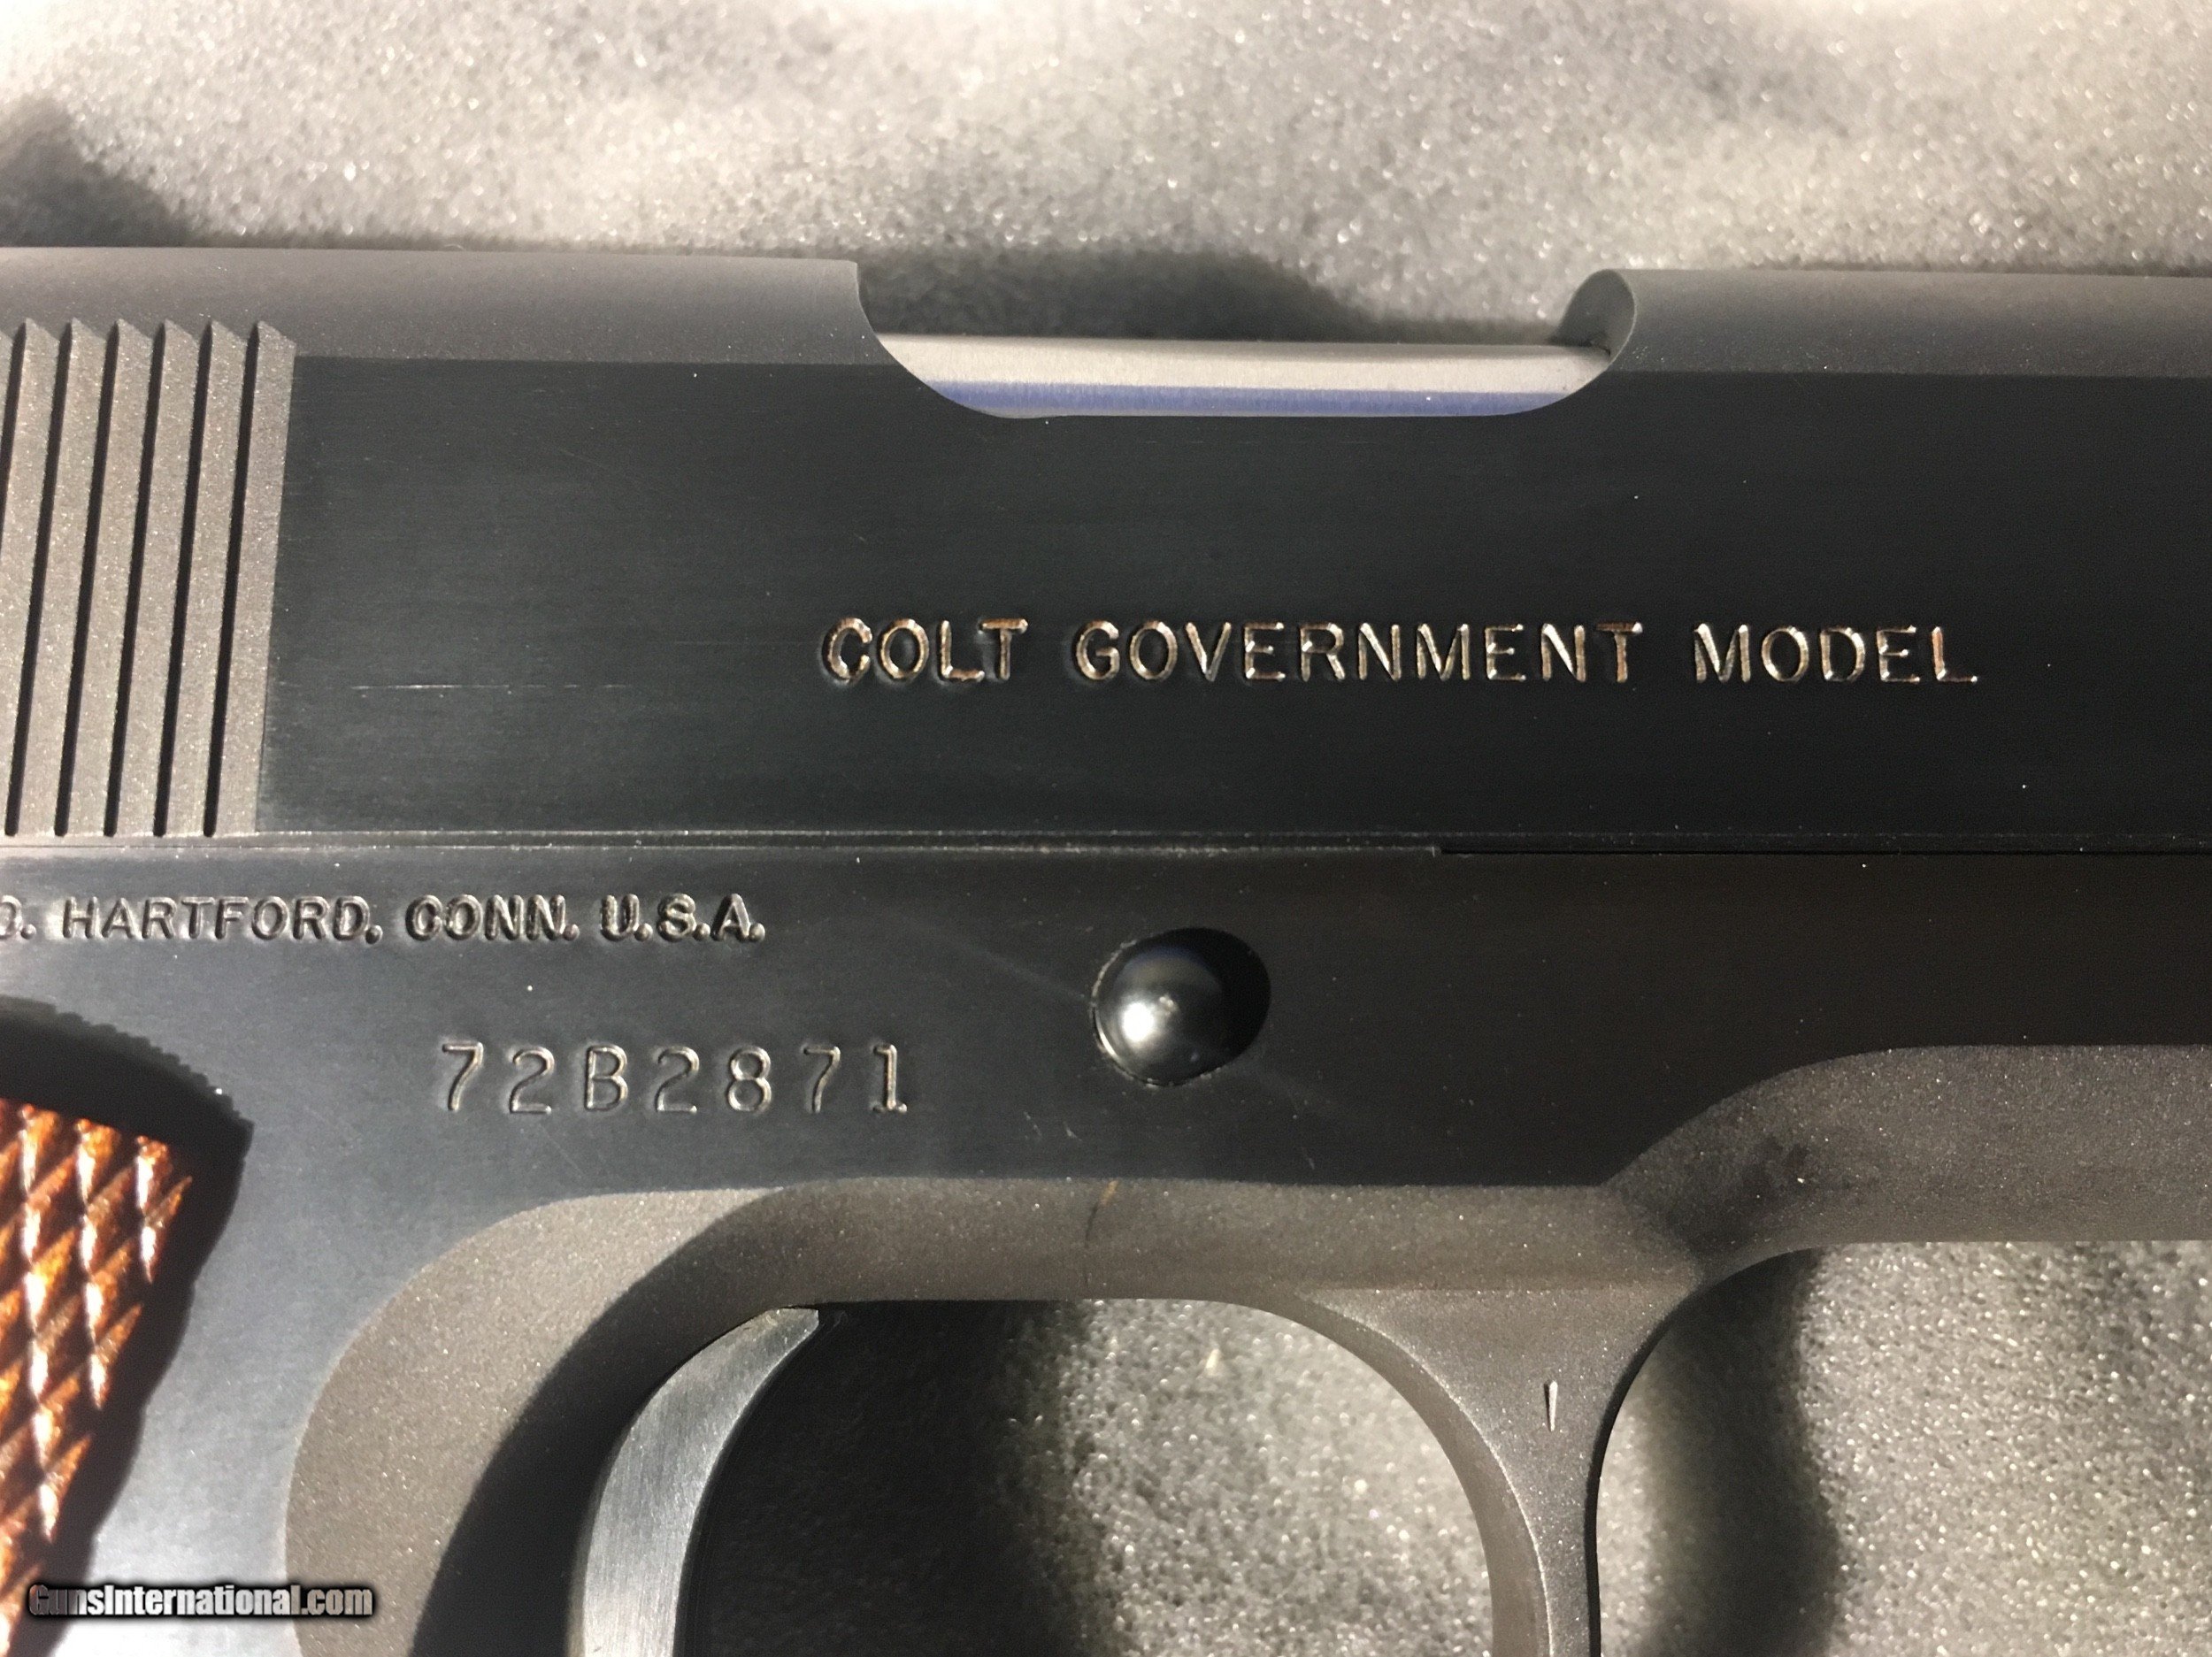 COLT GOVERNMENT MODEL
O. HARTFORD, CONN. U.S.A.
72B2871
GunsInternational.com